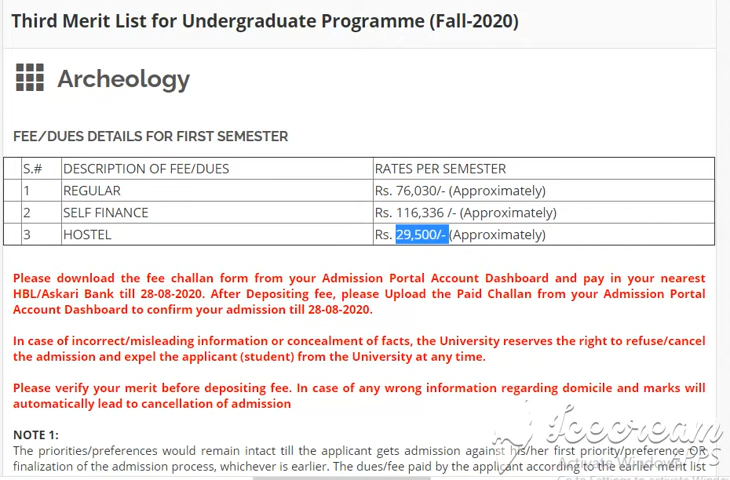 Third Merit List for Undergraduate Programme (Fall-2020)
Archeology
FEE/DUES DETAILS FOR FIRST SEMESTER
S.# DESCRIPTION OF FEE/DUES RATES PER SEMESTER
1 REGULAR Rs. 76,030/- (Approximately)
2 SELF FINANCE Rs. 116,336 /- (Approximately)
3 HOSTEL Rs. 29,500/- (Approximately)
Please download the fee challan form from your Admission Portal Account Dashboard and pay in your nearest
HBL/Askari Bank till 28-08-2020. After Depositing fee, please Upload the Paid Challan from your Admission Portal
Account Dashboard to confirm your admission till 28-08-2020.
In case of incorrect/misleading information or concealment of facts, the University reserves the right to refuse/cancel
the admission and expel the applicant (student) from the University at any time.
Please verify your merit before depositing fee. In case of any wrong information regarding domicile and marks will
automatically lead to cancellation of admission
NOTE 1:
The priorities/preferences would remain intact till the applicant gets admission against his/her first priority/preference OR
finalization of the admission process, whichever is earlier. The dues/fee paid by the applicant according to the earlier merit list
Icecream
APPS
Activate Windows
Go to Settings to activate Windows